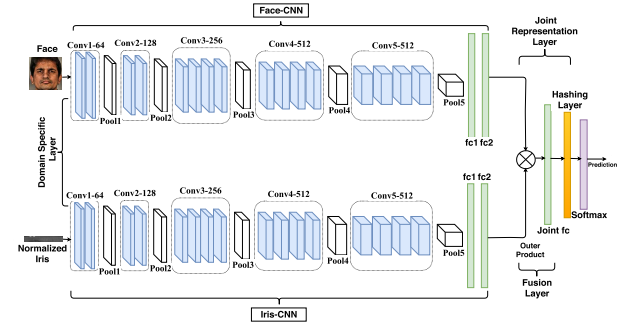 Face-CNN
Joint
Representation
Layer
Face
Conv1-64
Conv2-128
Conv3-256
Conv4-512
Conv5-512
Pool1
Pool2
Pool3
Pool4
Pool5
fc1 fc2
Hashing
Layer
Domain Specific
Layer
Prediction
Conv1-64
Conv2-128
Conv3-256
Conv4-512
Conv5-512
fc1 fc2
Softmax
Joint fc
Normalized
Iris
Pool1
Pool2
Pool3
Pool4
Pool5
Outer
Product
Fusion
Layer
Iris-CNN